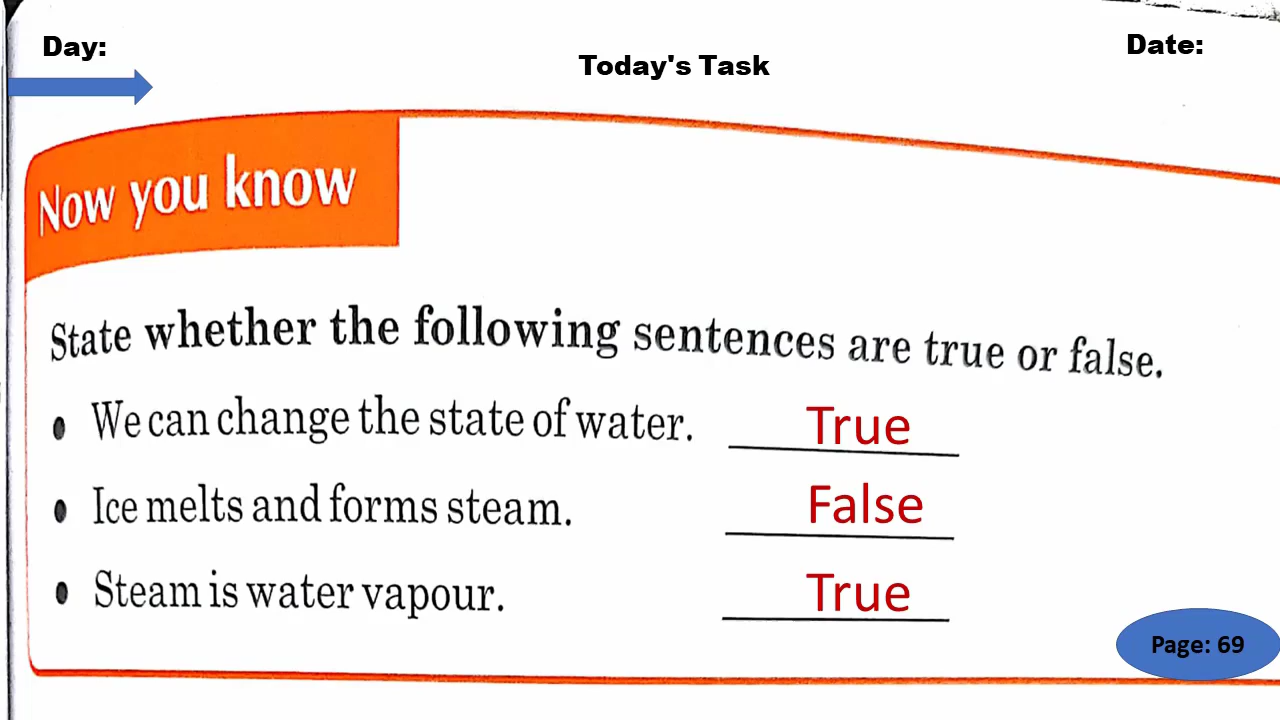 Day:
Today's Task
Date:
Now you know
State whether the following sentences are true or false.
• We can change the state of water. True
• Ice melts and forms steam. False
• Steam is water vapour. True
Page: 69